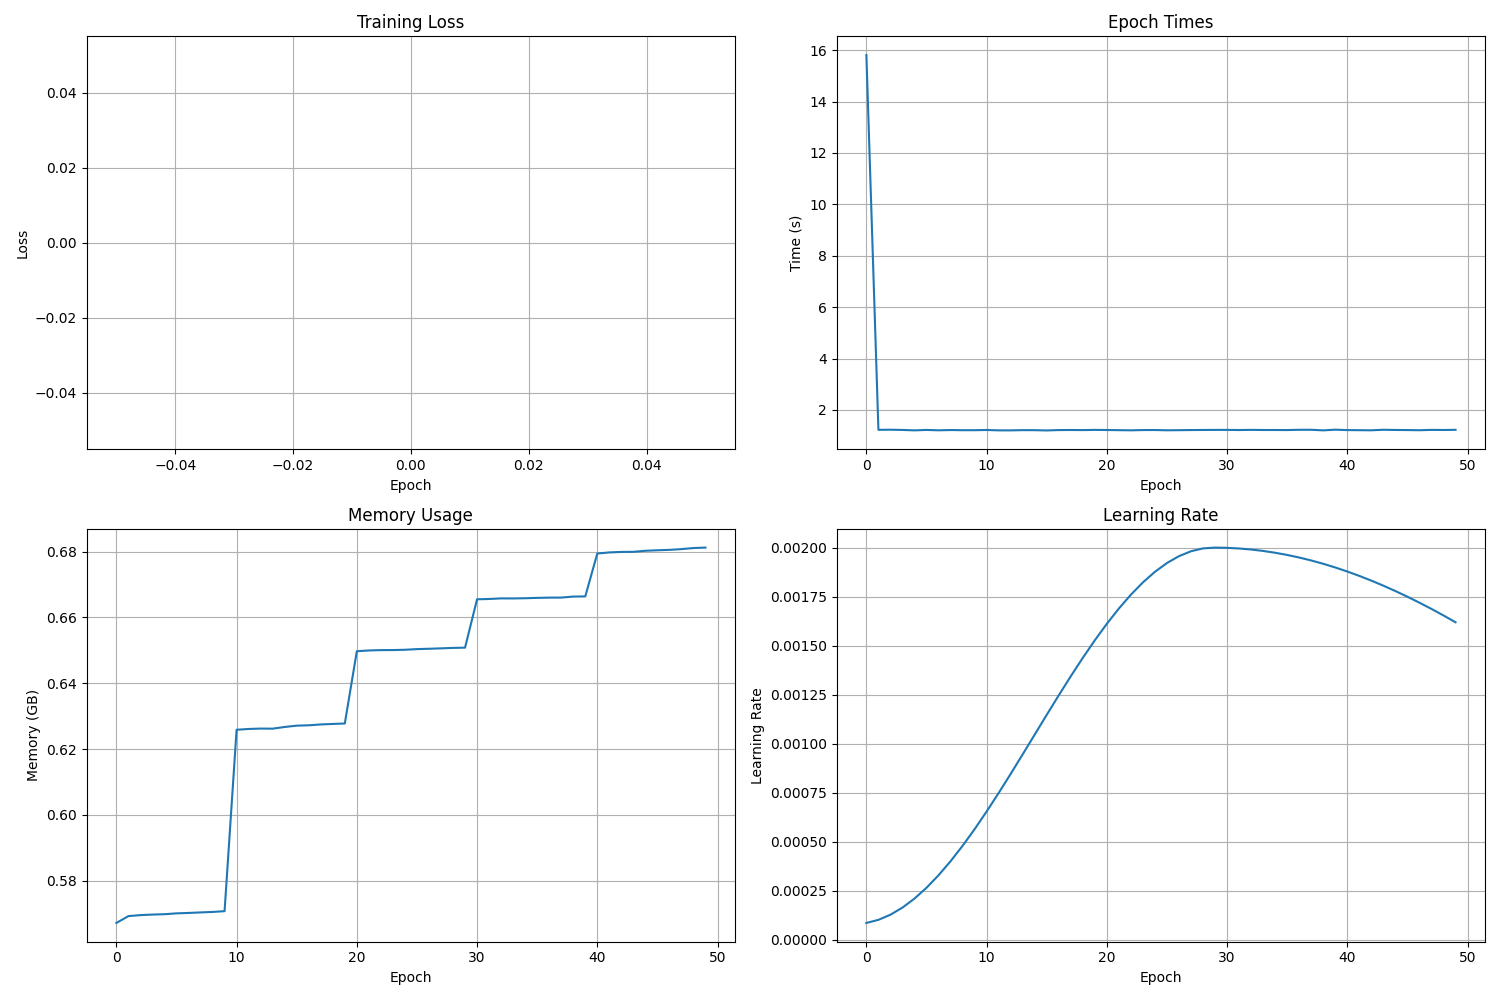 Training Loss
0.04
0.02
0.00
−0.02
−0.04
Loss
−0.04 −0.02 0.00 0.02 0.04
Epoch
Epoch Times
16
14
12
10
8
6
4
2
Time (s)
0 10 20 30 40 50
Epoch
Memory Usage
0.68
0.66
0.64
0.62
0.60
0.58
Memory (GB)
0 10 20 30 40 50
Epoch
Learning Rate
0.00200
0.00175
0.00150
0.00125
0.00100
0.00075
0.00050
0.00025
0.00000
Learning Rate
0 10 20 30 40 50
Epoch